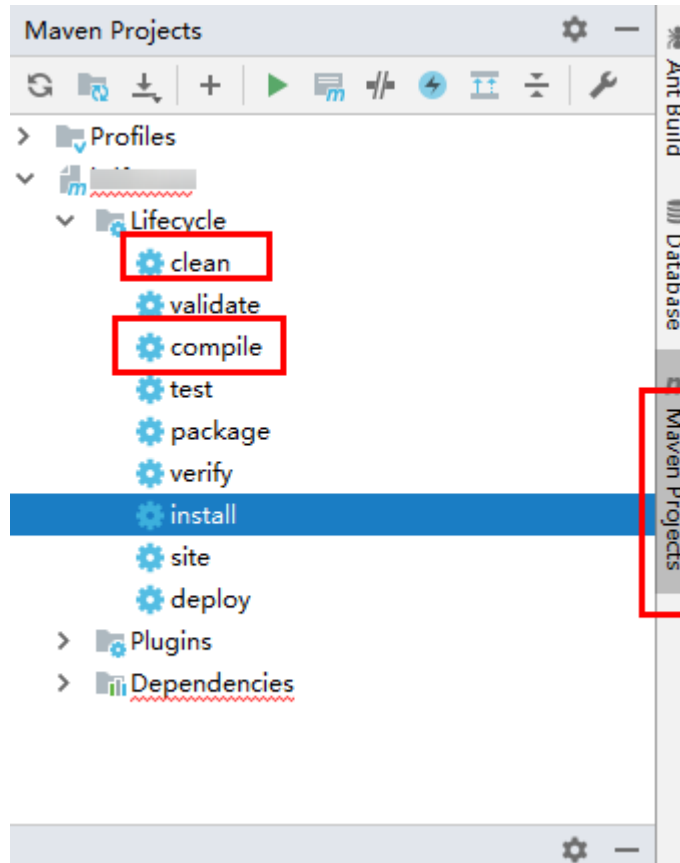 Maven Projects
Profiles
Lifecycle
clean
validate
compile
test
package
verify
install
site
deploy
Plugins
Dependencies
Ant Build
Database
Maven Projects